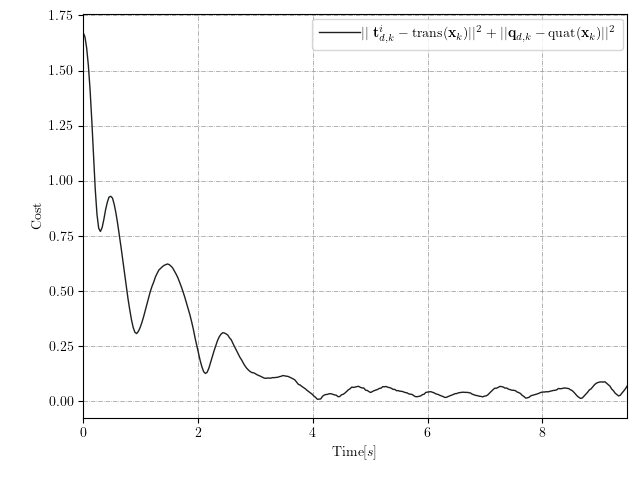 1.75
|| t^i_{d,k} − trans(x_k)||² + ||q_{d,k} − quat(x_k)||²
1.50
1.25
1.00
0.75
0.50
0.25
0.00
Cost
0 2 4 6 8
Time[s]